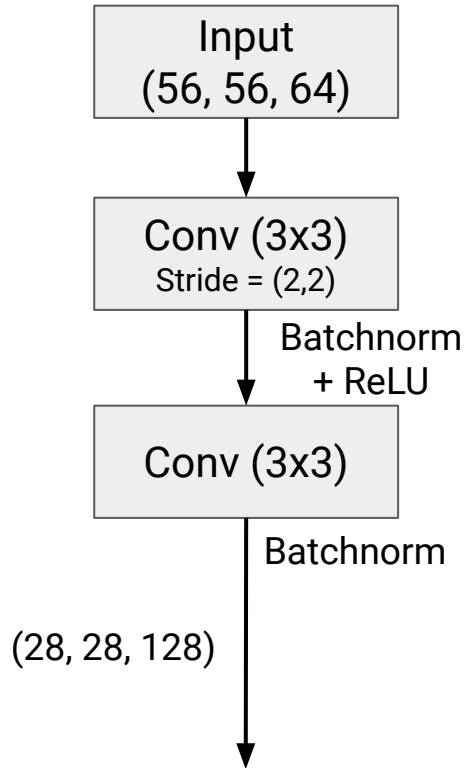 Input
(56, 56, 64)
Conv (3x3)
Stride = (2,2)
Batchnorm
+ ReLU
Conv (3x3)
Batchnorm
(28, 28, 128)